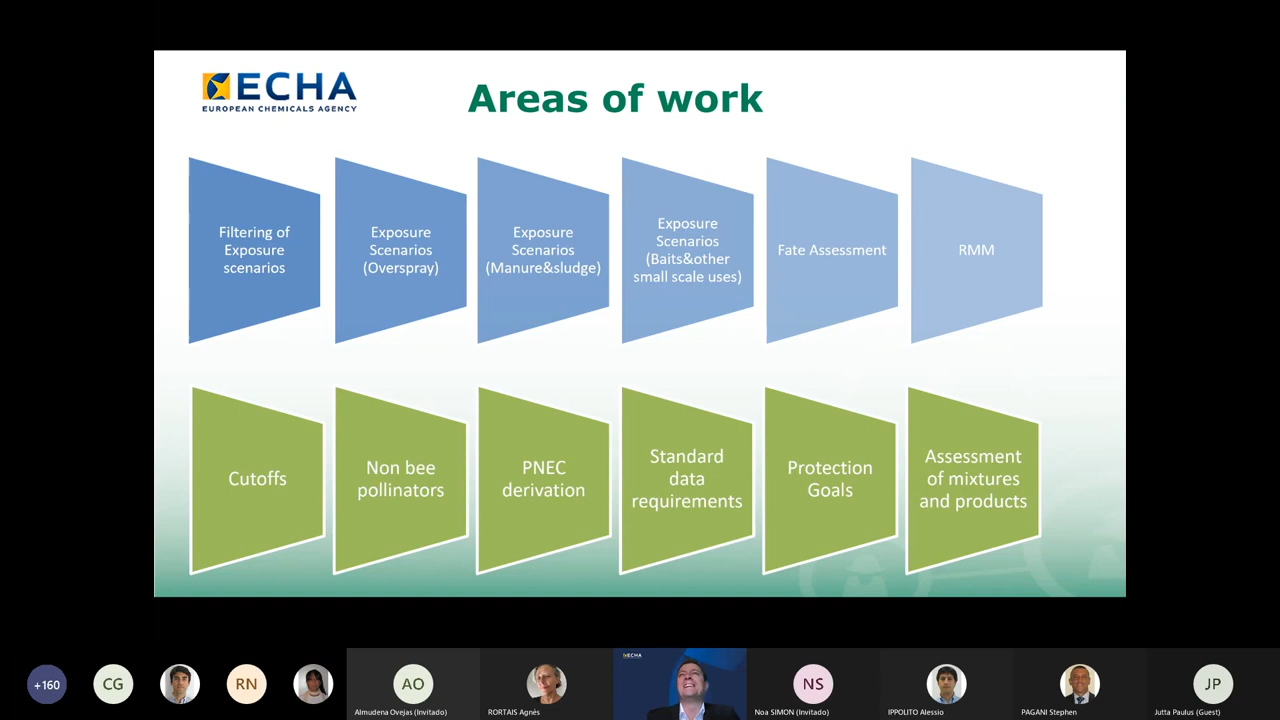 ECHA
EUROPEAN CHEMICALS AGENCY
Areas of work
Filtering of
Exposure
scenarios
Exposure
Scenarios
(Overspray)
Exposure
Scenarios
(Manure&sludge)
Exposure
Scenarios
(Baits&other
small scale uses)
Fate Assessment
RMM
Cutoffs
Non bee
pollinators
PNEC
derivation
Standard
data
requirements
Protection
Goals
Assessment
of mixtures
and products
+160
CG
RN
AO
Almudena Ovejas (Invitado)
RORTAIS Agnès
ECHA
NS
Noa SIMON (Invitado)
IPPOLITO Alessio
PAGANI Stephen
JP
Jutta Paulus (Guest)